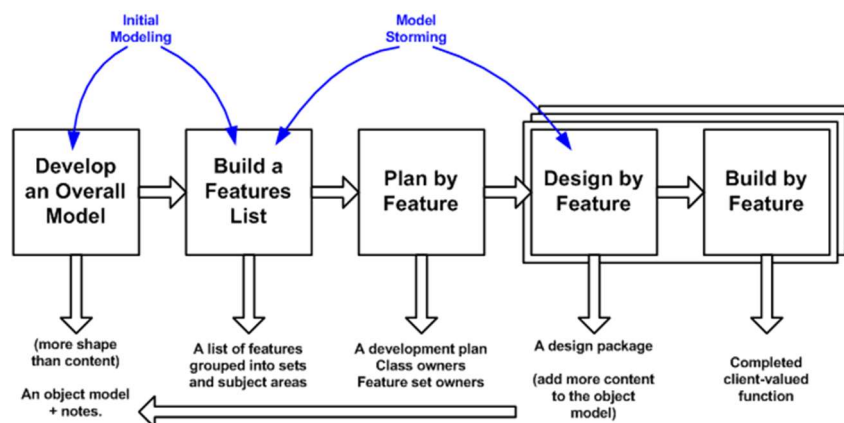 Initial
Modeling
Model
Storming
Develop
an Overall
Model
Build a
Features
List
Plan by
Feature
Design by
Feature
Build by
Feature
(more shape
than content)
An object model
+ notes.
A list of features
grouped into sets
and subject areas
A development plan
Class owners
Feature set owners
A design package
(add more content
to the object
model)
Completed
client-valued
function